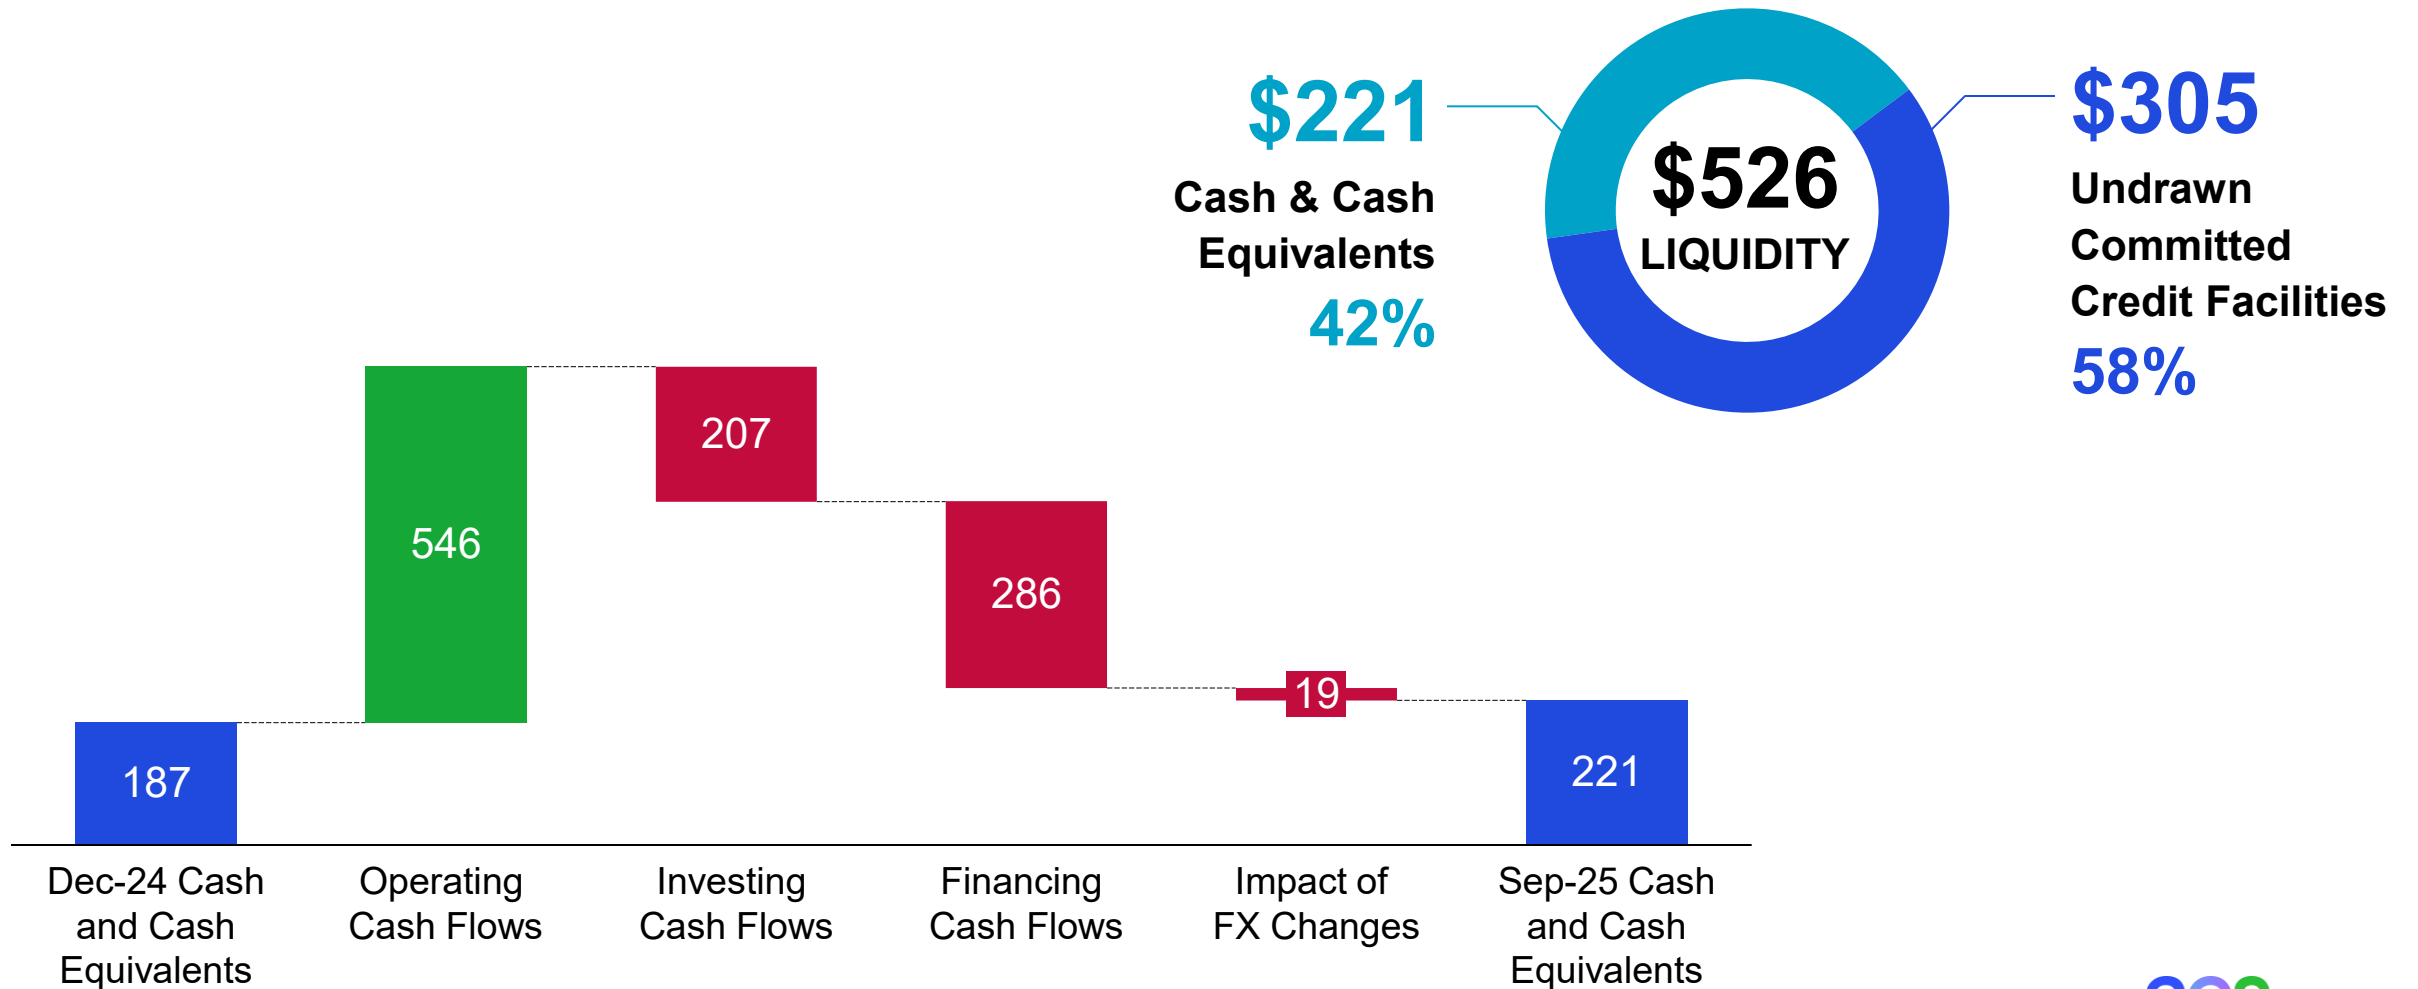 $221
Cash & Cash
Equivalents
42%
$526
LIQUIDITY
$305
Undrawn
Committed
Credit Facilities
58%
187
546
207
286
19
221
Dec-24 Cash
and Cash
Equivalents
Operating
Cash Flows
Investing
Cash Flows
Financing
Cash Flows
Impact of
FX Changes
Sep-25 Cash
and Cash
Equivalents